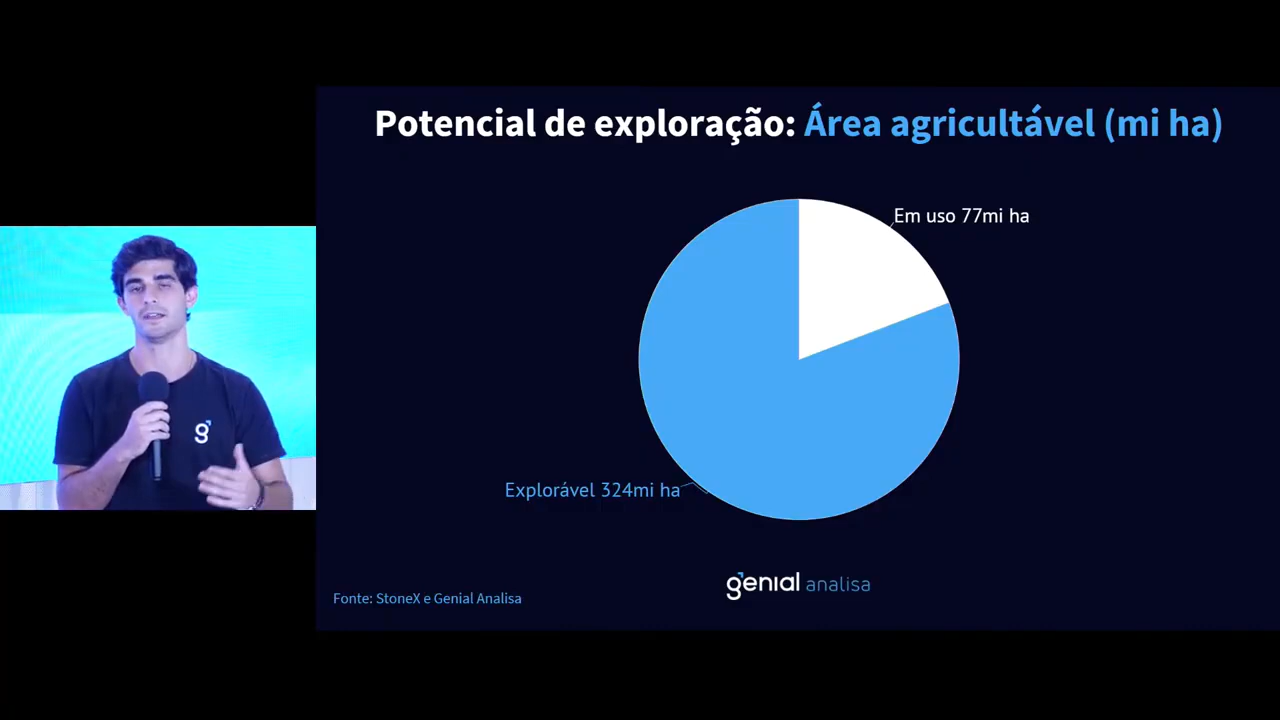 Potencial de exploração: Área agricultável (mi ha)
Em uso 77mi ha
Explorável 324mi ha
genial analisa
Fonte: StoneX e Genial Analisa
g